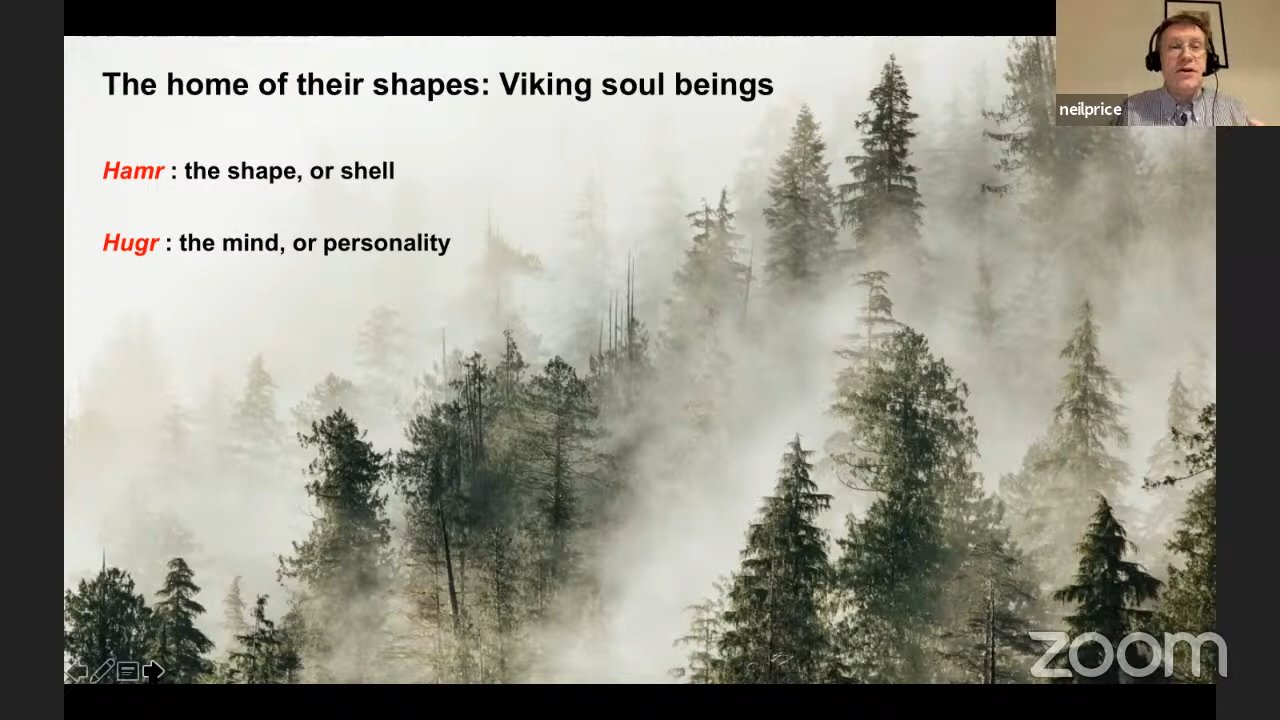 The home of their shapes: Viking soul beings
neilprice
Hamr : the shape, or shell
Hugr : the mind, or personality
zoom